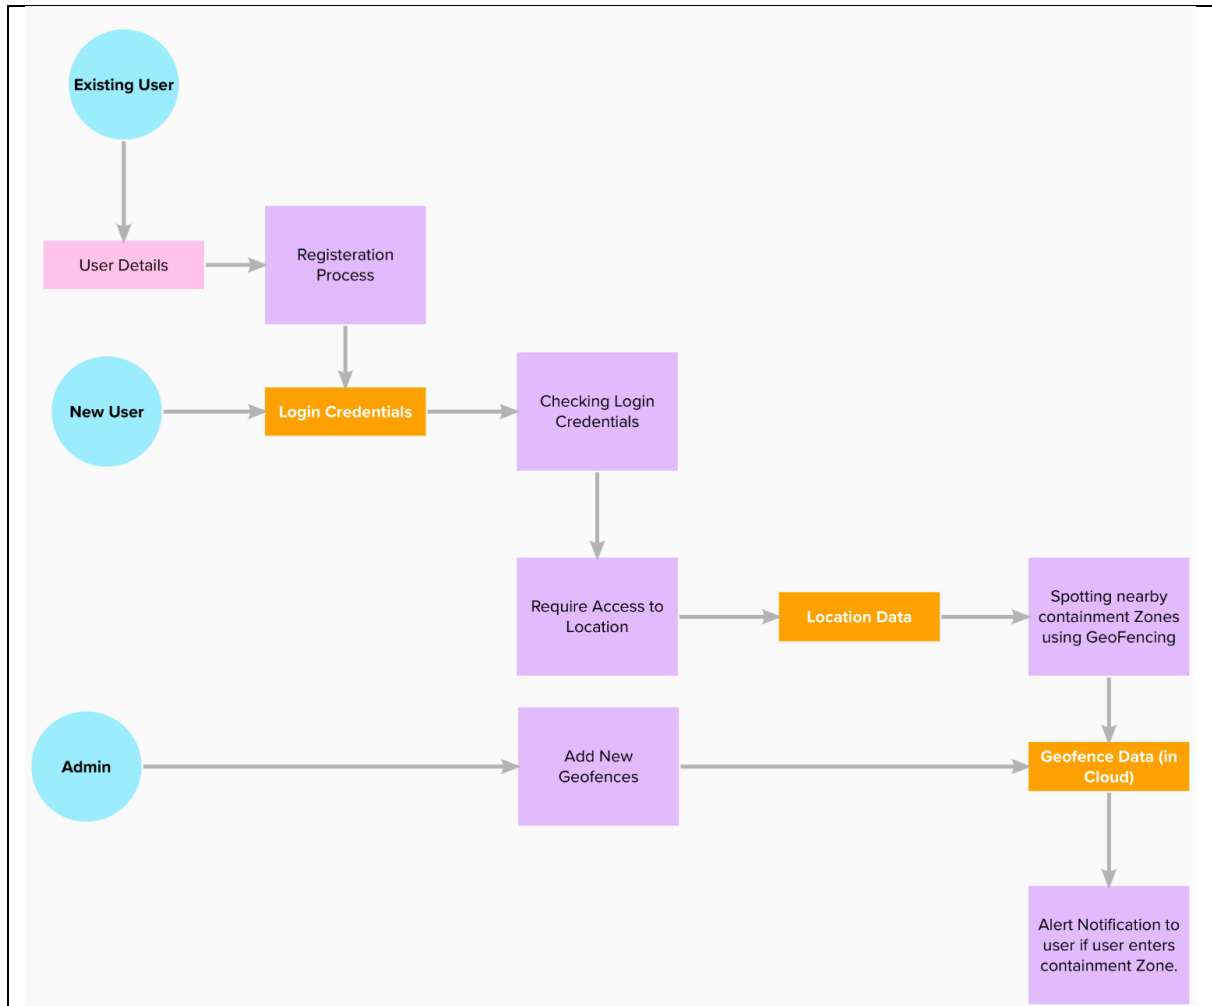 Existing User
User Details
Registeration
Process
New User
Login Credentials
Checking Login
Credentials
Require Access to
Location
Location Data
Spotting nearby
containment Zones
using GeoFencing
Admin
Add New
Geofences
Geofence Data (in
Cloud)
Alert Notification to
user if user enters
containment Zone.